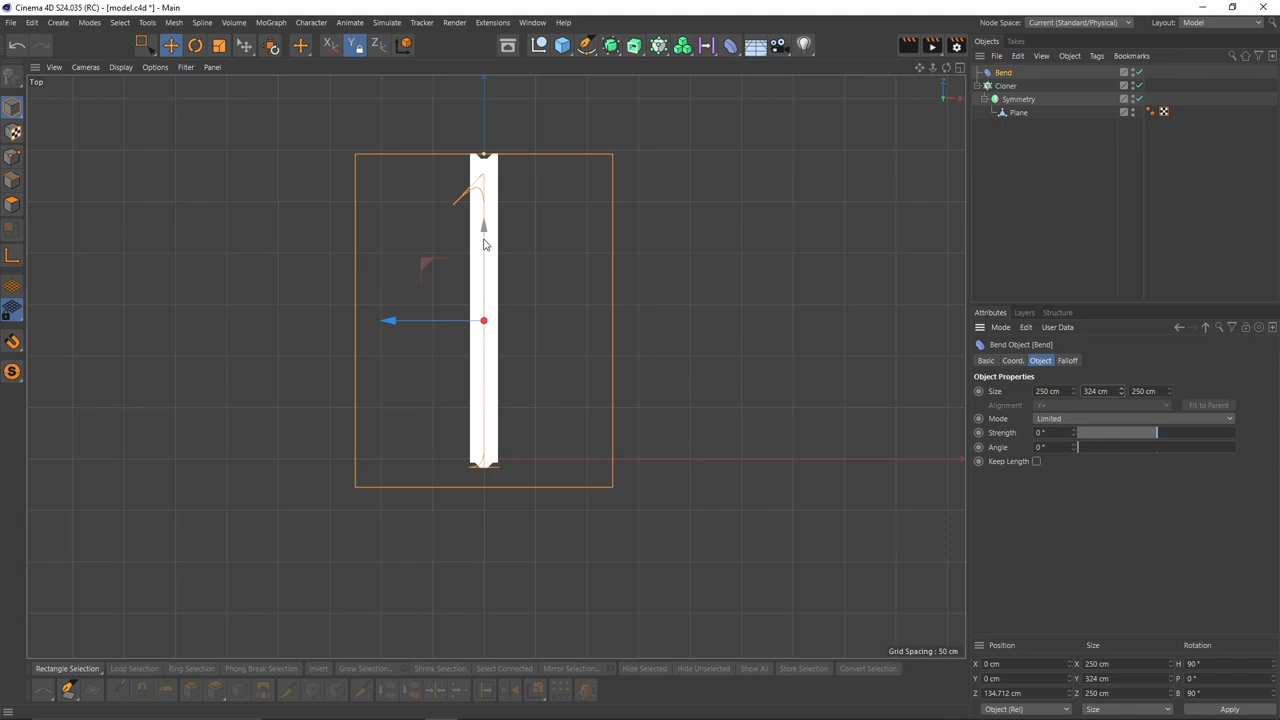 Cinema 4D S24.035 (RC) - [model.c4d *] - Main
File Edit Create Modes Select Tools Mesh Spline Volume MoGraph Character Animate Simulate Tracker Render Extensions Window Help
Node Space: Current (Standard/Physical) Layout: Model
View Cameras Display Options Filter Panel
Objects Takes
File Edit View Object Tags Bookmarks
Top
Bend
Cloner
Symmetry
Plane
Attributes Layers Structure
Mode Edit User Data
Bend Object [Bend]
Basic Coord. Object Falloff
Object Properties
Size 250 cm 324 cm 250 cm
Alignment Y+ Fit to Parent
Mode Limited
Strength 0 °
Angle 0 °
Keep Length
Grid Spacing : 50 cm
Rectangle Selection Loop Selection Ring Selection Phong Break Selection Invert Grow Selection... Shrink Selection Select Connected Mirror Selection... Hide Selected Hide Unselected Show All Store Selection Convert Selection
Position Size Rotation
X 0 cm X 250 cm H 90 °
Y 0 cm Y 324 cm P 0 °
Z 134.712 cm Z 250 cm B 90 °
Object (Rel) Size Apply